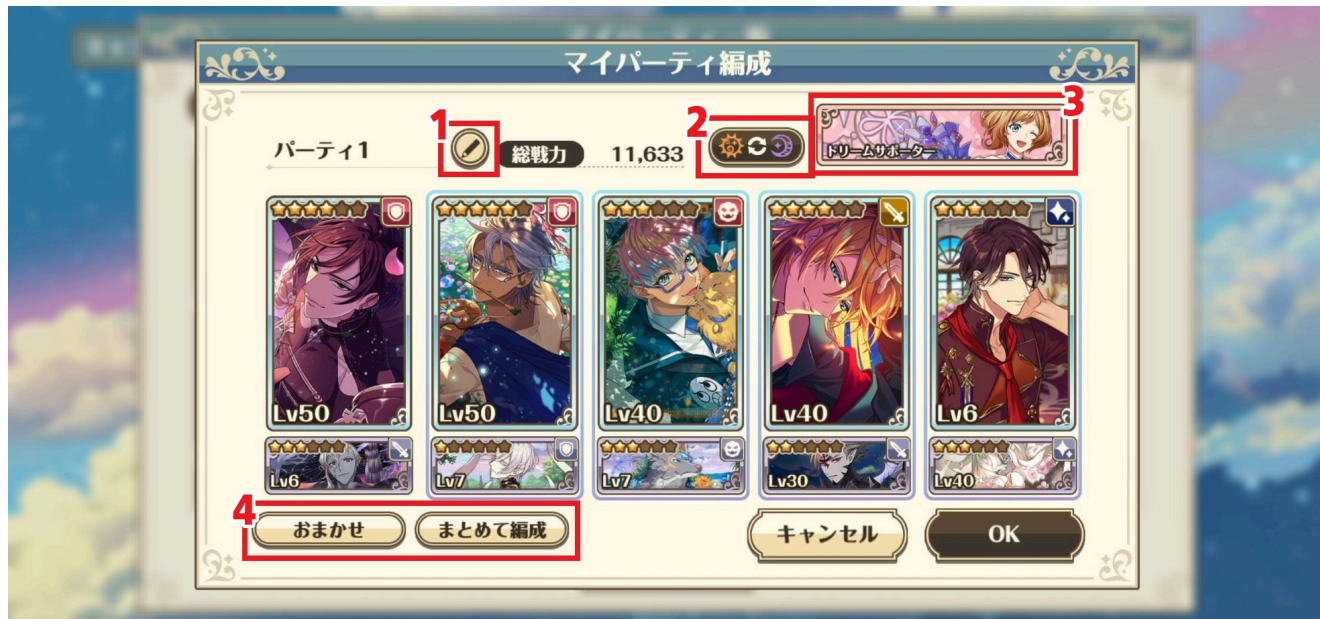 マイパーティ編成
パーティ1
1
総戦力 11,633
2
ドリームサポーター
3
Lv50
Lv50
Lv40
Lv40
Lv6
Lv6
Lv7
Lv7
Lv30
Lv40
4
おまかせ
まとめて編成
キャンセル
OK